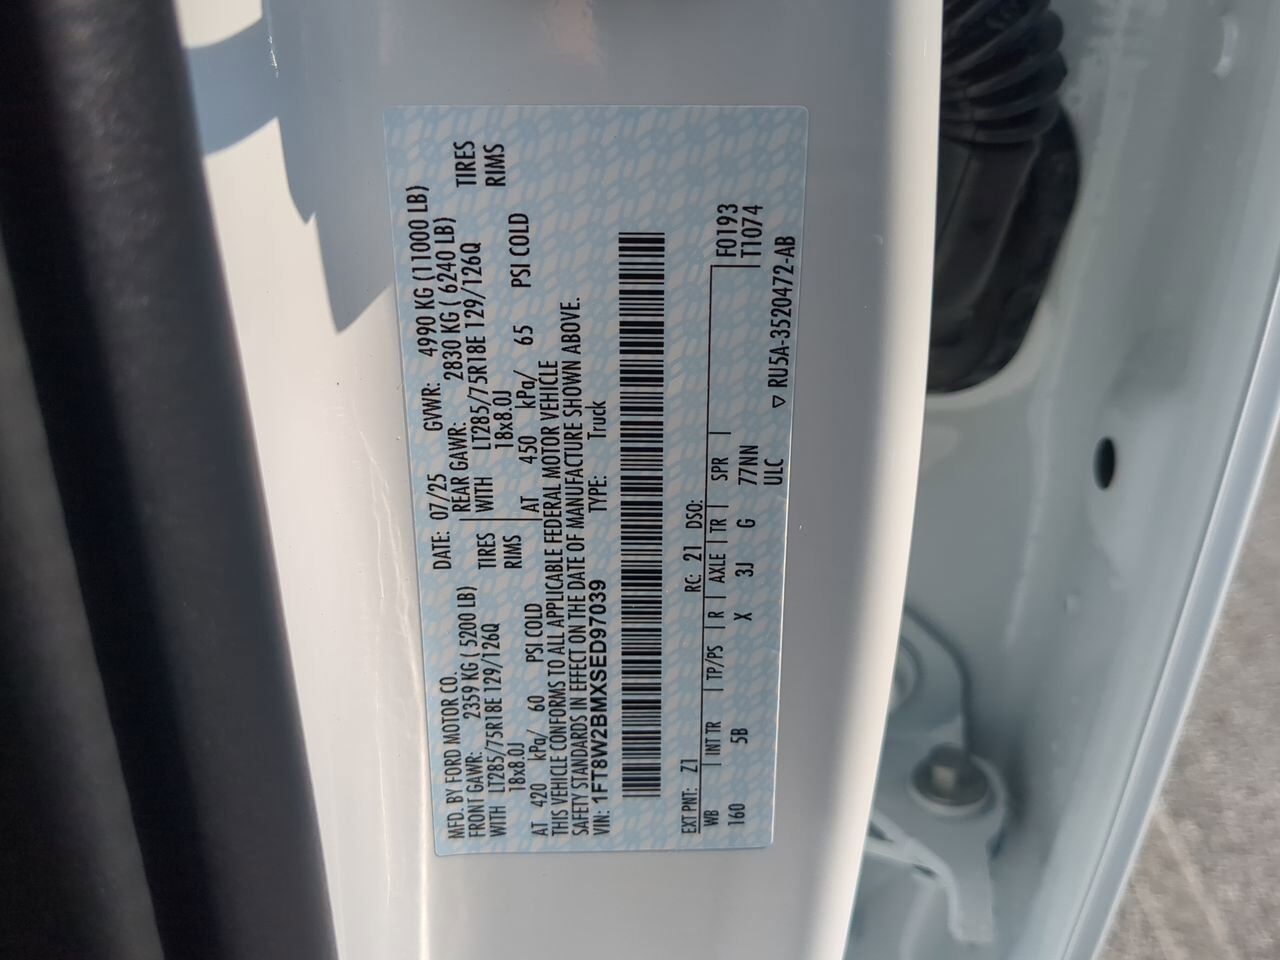 MFD. BY FORD MOTOR CO. DATE: 07/25 GVWR: 4990 KG (11000 LB)
FRONT GAWR: 2359 KG ( 5200 LB) REAR GAWR: 2830 KG ( 6240 LB)
WITH LT285/75R18E 129/126Q TIRES WITH LT285/75R18E 129/126Q TIRES
18x8.0J RIMS 18x8.0J RIMS
AT 420 kPa/ 60 PSI COLD AT 450 kPa/ 65 PSI COLD
THIS VEHICLE CONFORMS TO ALL APPLICABLE FEDERAL MOTOR VEHICLE
SAFETY STANDARDS IN EFFECT ON THE DATE OF MANUFACTURE SHOWN ABOVE.
VIN: 1FT8W2BMXSED97039 TYPE: Truck
EXT PNT: Z1 RC: 21 DSO:
WB INT TR TP/PS R AXLE TR SPR F0193
160 5B X 3J G 77NN T1074
ULC ▽ RU5A-3520472-AB